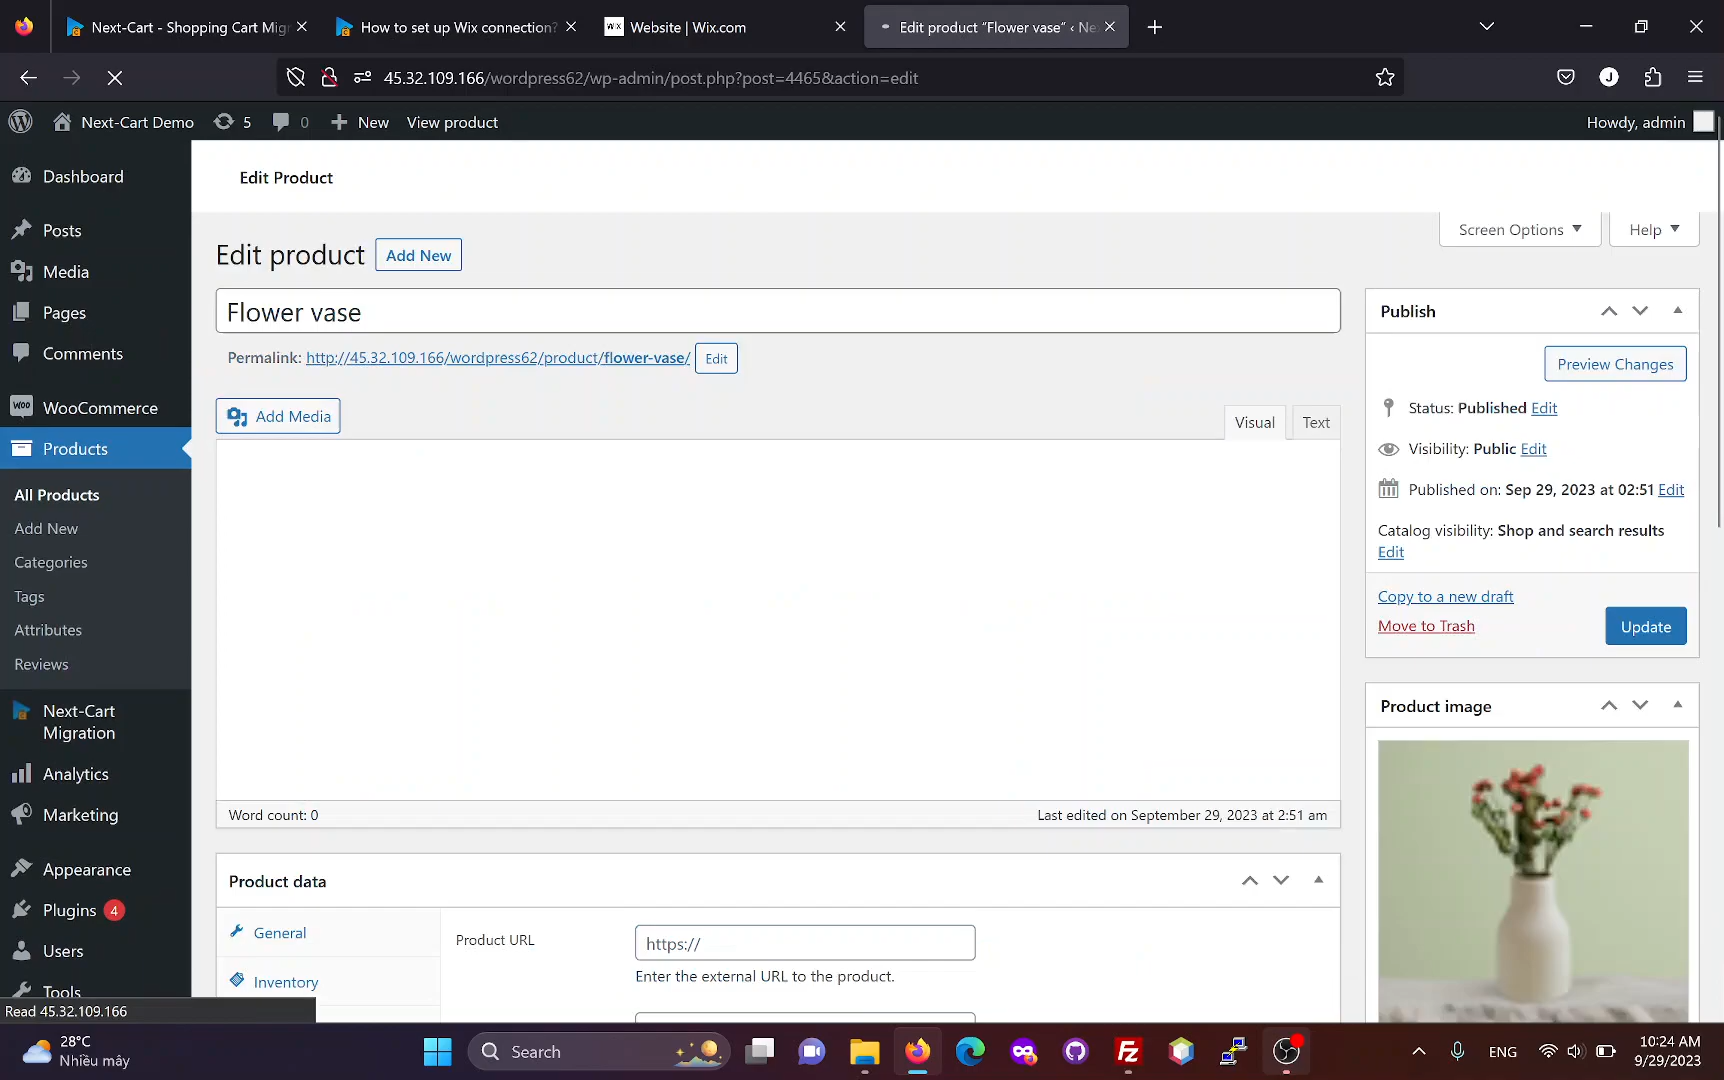 Next-Cart - Shopping Cart Migr
How to set up Wix connection?
WiX
Website | Wix.com
Edit product “Flower vase” ‹ Ne
45.32.109.166/wordpress62/wp-admin/post.php?post=4465&action=edit
J
Next-Cart Demo
5
0
New
View product
Howdy, admin
Dashboard
Posts
Media
Pages
Comments
Woo
WooCommerce
Products
All Products
Add New
Categories
Tags
Attributes
Reviews
Next-Cart
Migration
Analytics
Marketing
Appearance
Plugins 4
Users
Tools
Read 45.32.109.166
Edit Product
Screen Options
Help
Edit product
Add New
Flower vase
Permalink: http://45.32.109.166/wordpress62/product/flower-vase/
Edit
Add Media
Visual
Text
Word count: 0
Last edited on September 29, 2023 at 2:51 am
Product data
General
Inventory
Product URL
https://
Enter the external URL to the product.
Publish
Preview Changes
Status: Published Edit
Visibility: Public Edit
Published on: Sep 29, 2023 at 02:51 Edit
Catalog visibility: Shop and search results
Edit
Copy to a new draft
Move to Trash
Update
Product image
28°C
Nhiều mây
Search
Fz
ENG
10:24 AM
9/29/2023